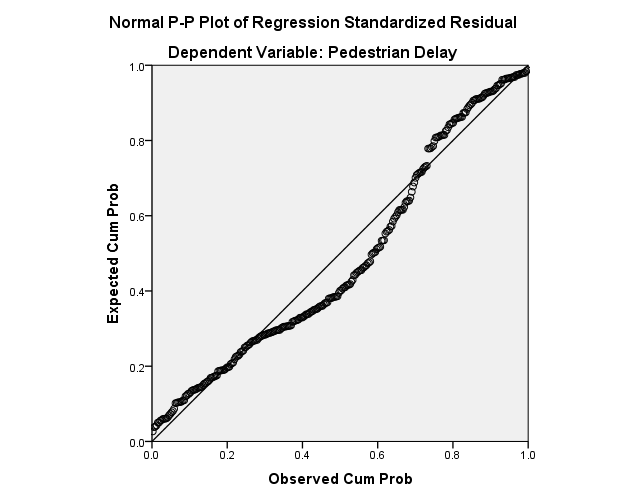 Normal P-P Plot of Regression Standardized Residual
Dependent Variable: Pedestrian Delay
1.0
0.8
0.6
0.4
0.2
0.0
Expected Cum Prob
0.0 0.2 0.4 0.6 0.8 1.0
Observed Cum Prob